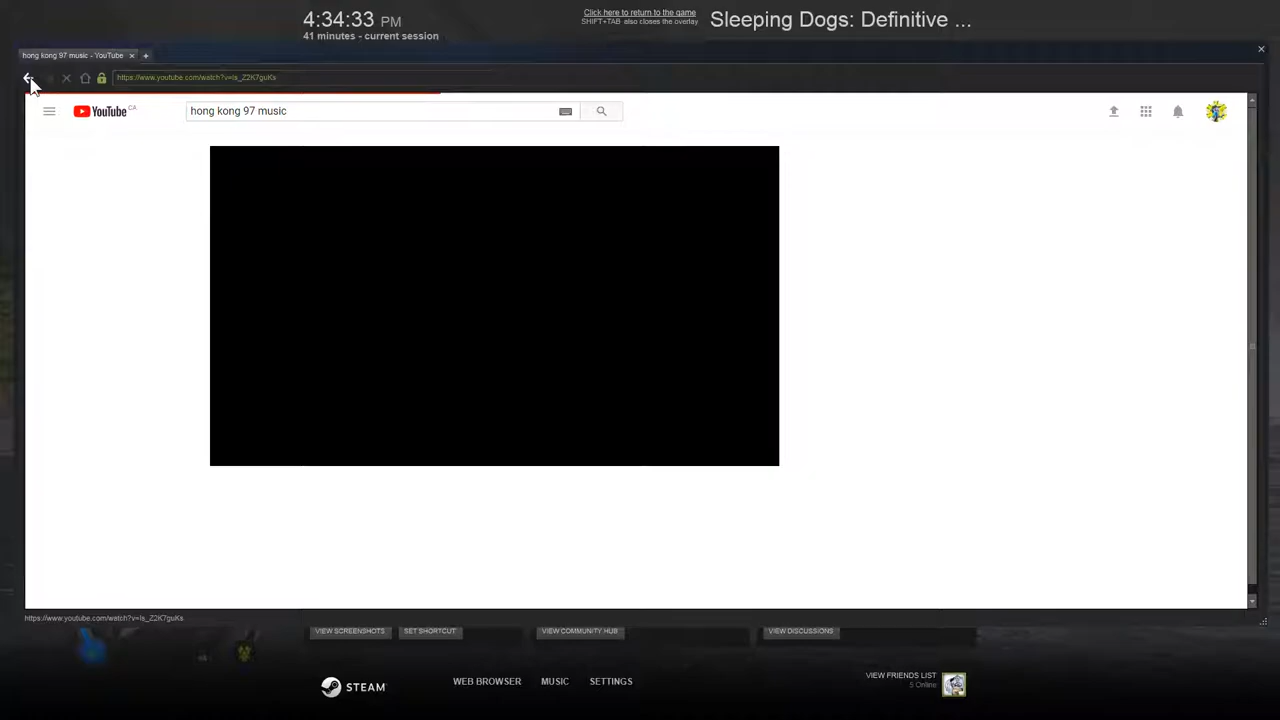 4:34:33 PM
41 minutes - current session
Click here to return to the game
SHIFT+TAB also closes the overlay
Sleeping Dogs: Definitive ...
hong kong 97 music - YouTube
https://www.youtube.com/watch?v=ls_Z2K7guKs
YouTube CA
hong kong 97 music
https://www.youtube.com/watch?v=ls_Z2K7guKs
VIEW SCREENSHOTS
SET SHORTCUT
VIEW COMMUNITY HUB
VIEW DISCUSSIONS
STEAM
WEB BROWSER
MUSIC
SETTINGS
VIEW FRIENDS LIST
5 Online